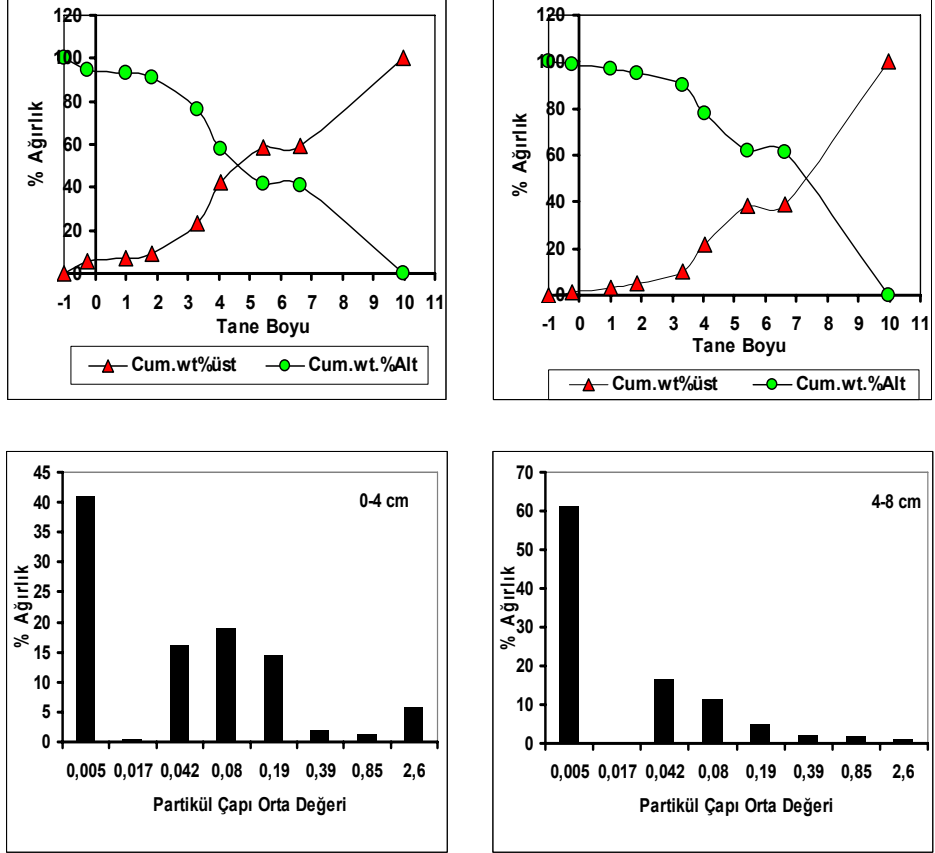 120
100
80
60
40
20
0
% Ağırlık
-1 0 1 2 3 4 5 6 7 8 9 10 11
Tane Boyu
Cum.wt%üst Cum.wt.%Alt
120
100
80
60
40
20
0
% Ağırlık
-1 0 1 2 3 4 5 6 7 8 9 10 11
Tane Boyu
Cum.wt%üst Cum.wt.%Alt
45
40
35
30
25
20
15
10
5
0
% Ağırlık
0-4 cm
0,005 0,017 0,042 0,08 0,19 0,39 0,85 2,6
Partikül Çapı Orta Değeri
70
60
50
40
30
20
10
0
% Ağırlık
4-8 cm
0,005 0,017 0,042 0,08 0,19 0,39 0,85 2,6
Partikül Çapı Orta Değeri